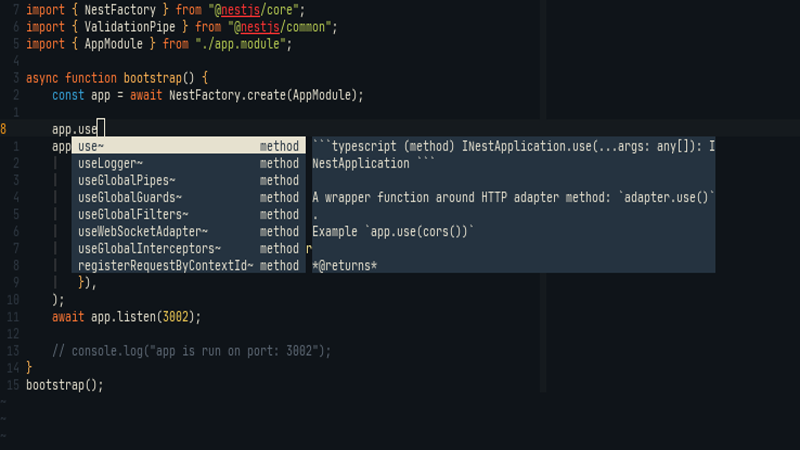 7 import { NestFactory } from "@nestjs/core";
6 import { ValidationPipe } from "@nestjs/common";
5 import { AppModule } from "./app.module";
4
3 async function bootstrap() {
2 const app = await NestFactory.create(AppModule);
1
8 app.use
1 app use~ method ```typescript (method) INestApplication.use(...args: any[]): I
2 useLogger~ method NestApplication ```
3 useGlobalPipes~ method
4 useGlobalGuards~ method A wrapper function around HTTP adapter method: `adapter.use()`
5 useGlobalFilters~ method .
6 useWebSocketAdapter~ method Example `app.use(cors())`
7 useGlobalInterceptors~ method r
8 registerRequestByContextId~ method *@returns*
9 }),
10 );
11 await app.listen(3002);
12
13 // console.log("app is run on port: 3002");
14 }
15 bootstrap();
~
~
~